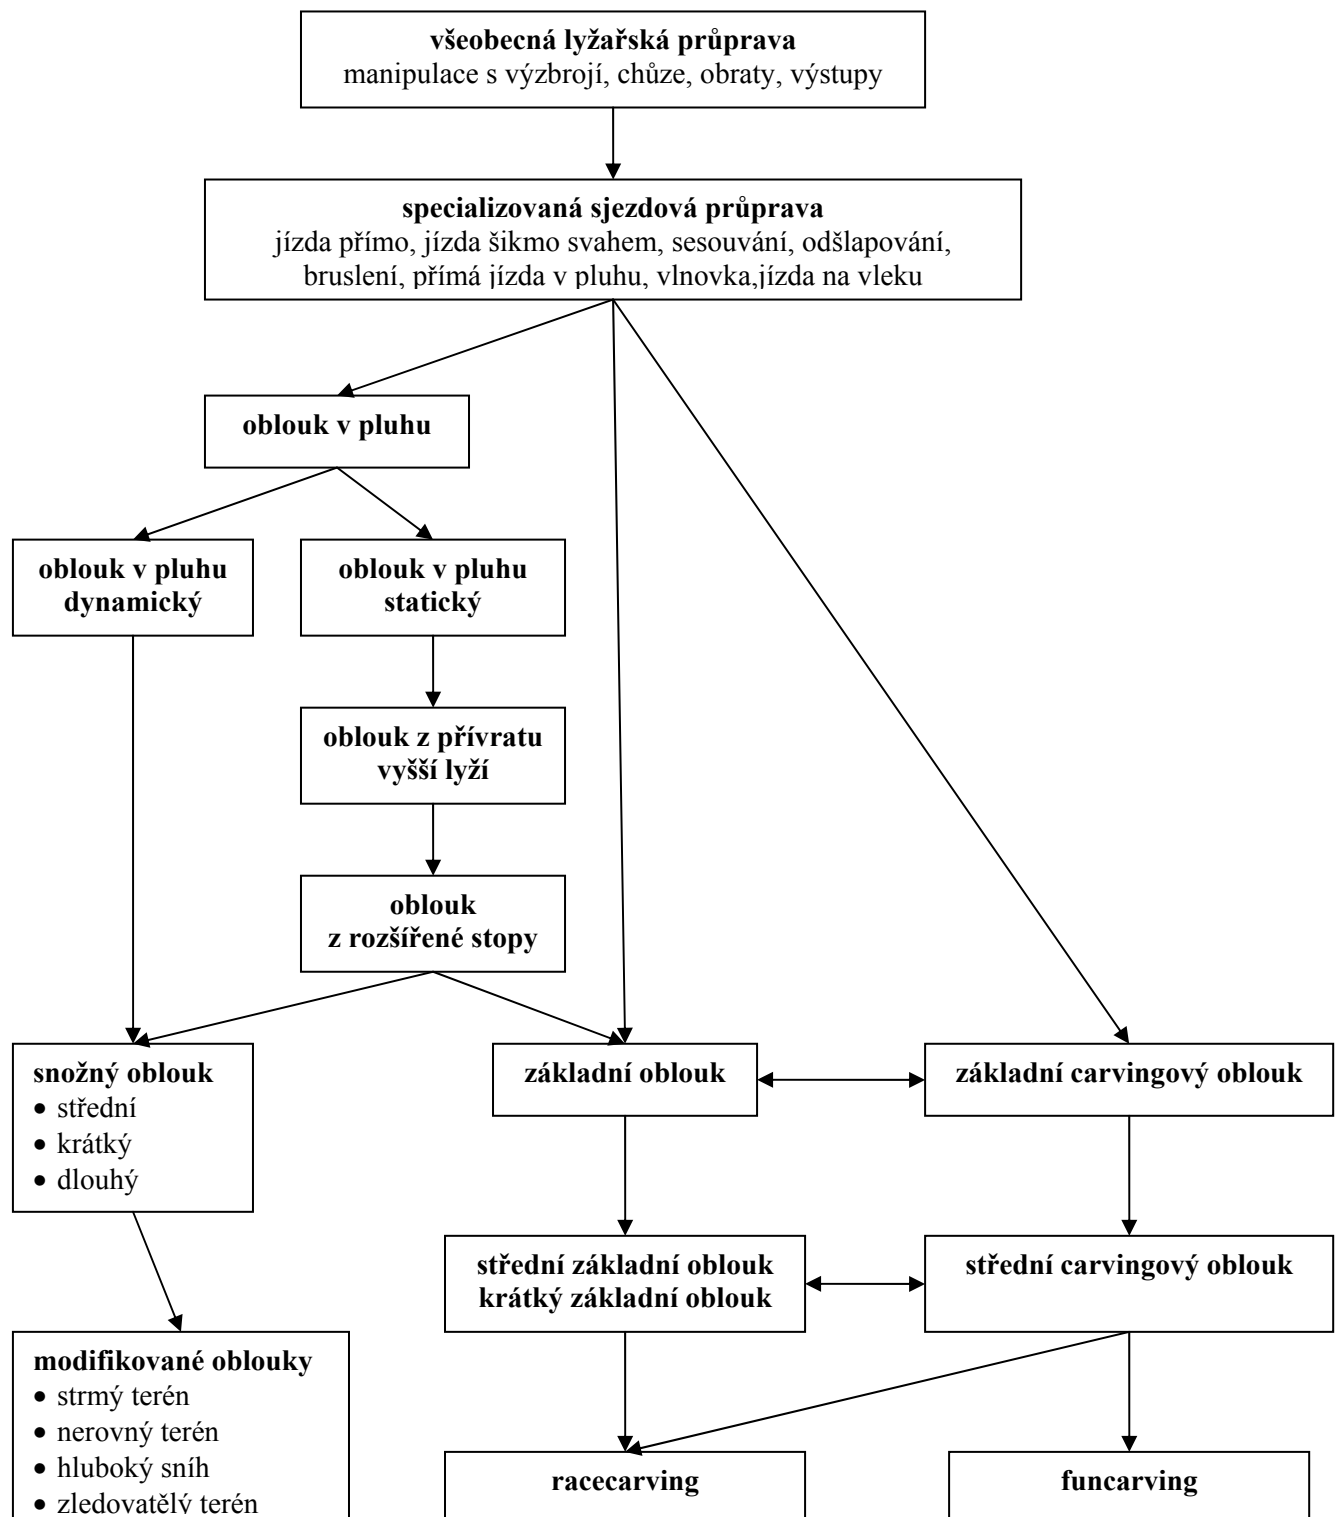 všeobecná lyžařská průprava
manipulace s výzbrojí, chůze, obraty, výstupy
specializovaná sjezdová průprava
jízda přímo, jízda šikmo svahem, sesouvání, odšlapování,
bruslení, přímá jízda v pluhu, vlnovka,jízda na vleku
oblouk v pluhu
oblouk v pluhu
dynamický
oblouk v pluhu
statický
oblouk z přívratu
vyšší lyží
oblouk
z rozšířené stopy
snožný oblouk
• střední
• krátký
• dlouhý
základní oblouk
základní carvingový oblouk
střední základní oblouk
krátký základní oblouk
střední carvingový oblouk
modifikované oblouky
• strmý terén
• nerovný terén
• hluboký sníh
• zledovatělý terén
racecarving
funcarving